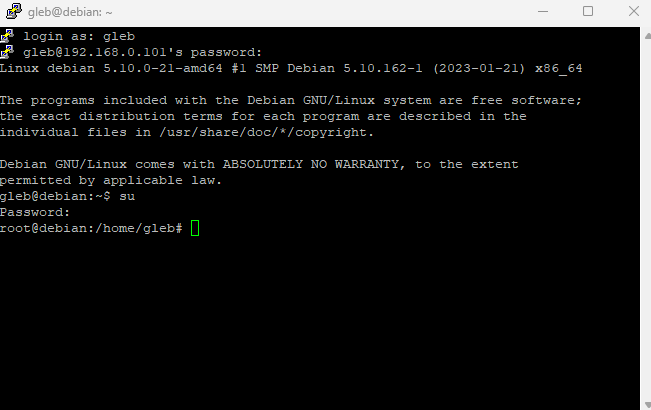 gleb@debian: ~
login as: gleb
gleb@192.168.0.101's password:
Linux debian 5.10.0-21-amd64 #1 SMP Debian 5.10.162-1 (2023-01-21) x86_64
The programs included with the Debian GNU/Linux system are free software;
the exact distribution terms for each program are described in the
individual files in /usr/share/doc/*/copyright.
Debian GNU/Linux comes with ABSOLUTELY NO WARRANTY, to the extent
permitted by applicable law.
gleb@debian:~$ su
Password:
root@debian:/home/gleb#